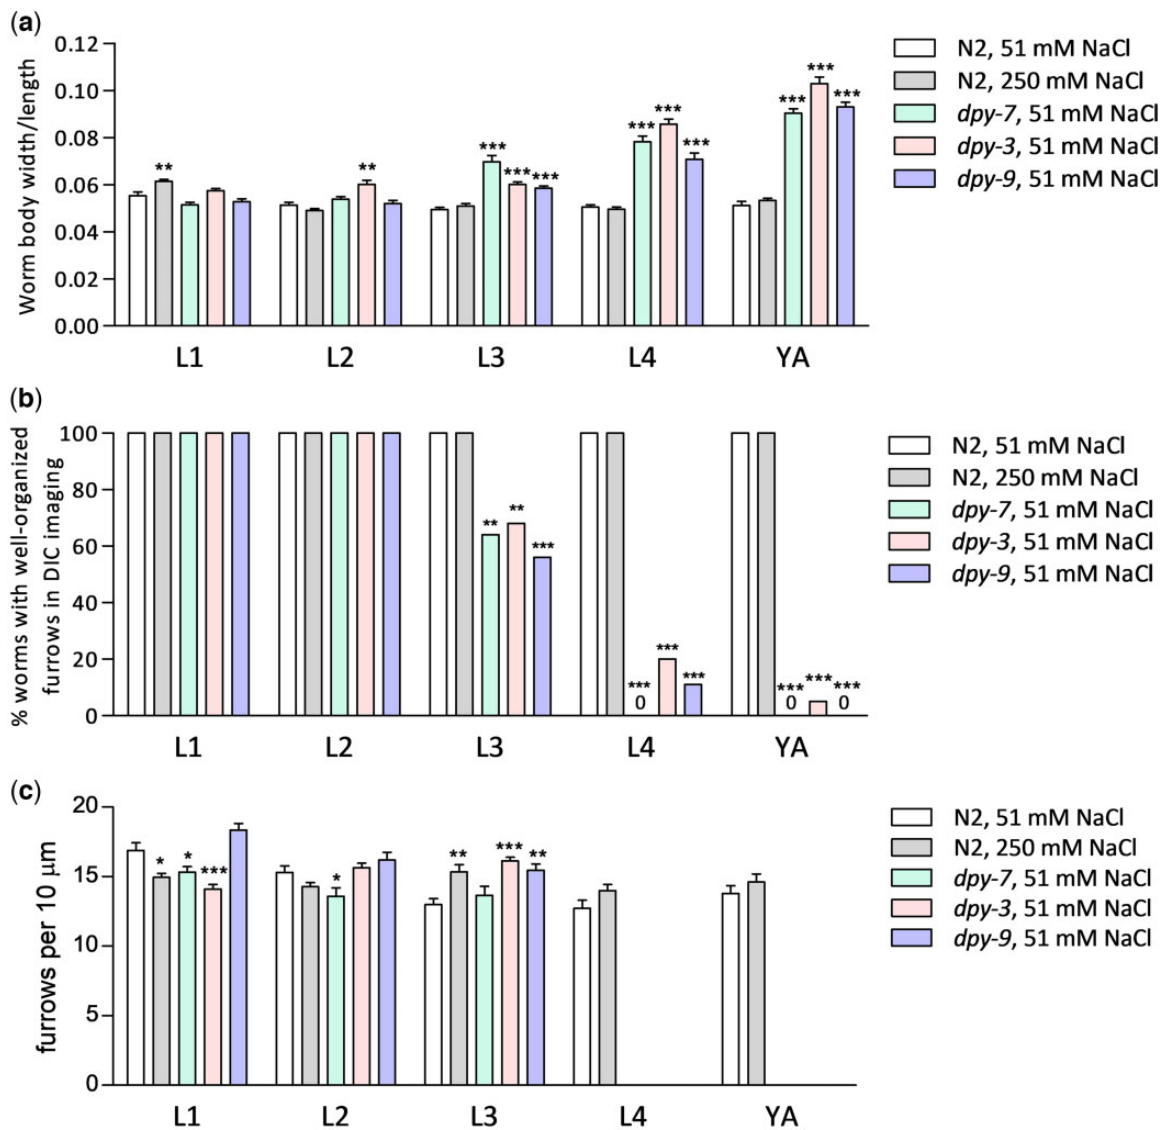 (a)
Worm body width/length
0.12
0.10
0.08
0.06
0.04
0.02
0.00
**
**
***
***
***
***
***
***
***
***
***
L1
L2
L3
L4
YA
N2, 51 mM NaCl
N2, 250 mM NaCl
dpy-7, 51 mM NaCl
dpy-3, 51 mM NaCl
dpy-9, 51 mM NaCl
(b)
% worms with well-organized
furrows in DIC imaging
100
80
60
40
20
0
**
**
***
***
0
***
***
***
0
***
***
0
L1
L2
L3
L4
YA
N2, 51 mM NaCl
N2, 250 mM NaCl
dpy-7, 51 mM NaCl
dpy-3, 51 mM NaCl
dpy-9, 51 mM NaCl
(c)
furrows per 10 µm
20
15
10
5
0
*
*
***
*
**
***
**
L1
L2
L3
L4
YA
N2, 51 mM NaCl
N2, 250 mM NaCl
dpy-7, 51 mM NaCl
dpy-3, 51 mM NaCl
dpy-9, 51 mM NaCl